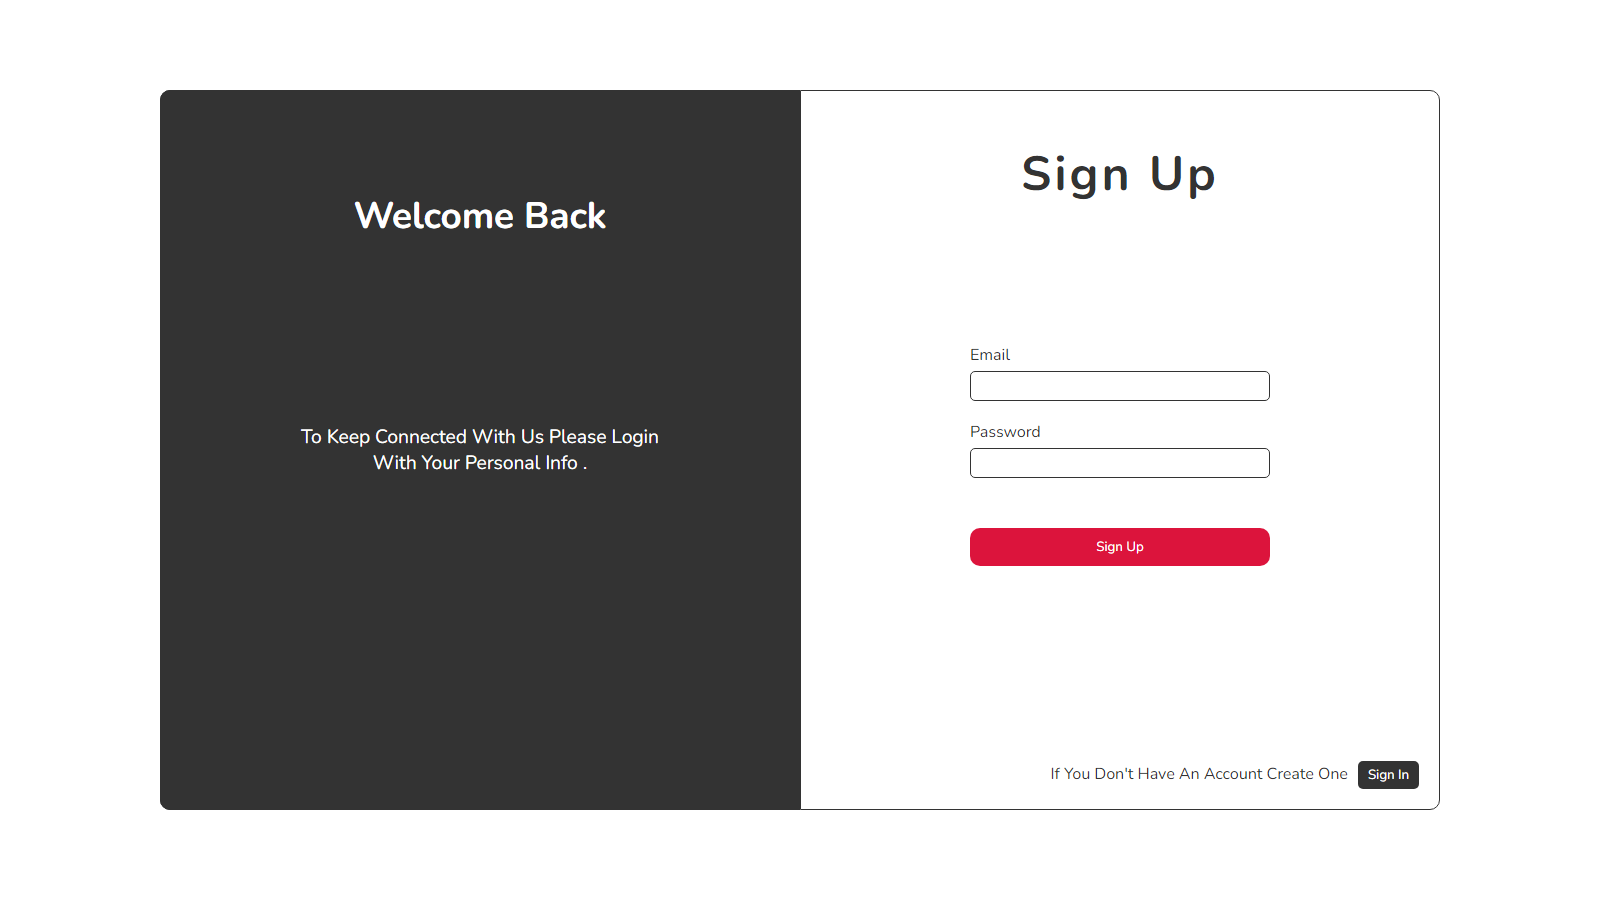 Welcome Back
To Keep Connected With Us Please Login
With Your Personal Info .
Sign Up
Email
Password
Sign Up
If You Don't Have An Account Create One
Sign In